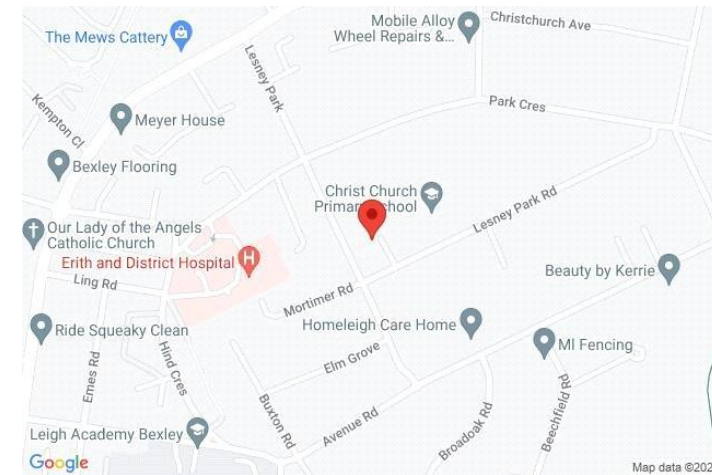 Christchurch Ave
Mobile Alloy
Wheel Repairs &...
The Mews Cattery
Lesney Park
Kempton Cl
Park Cres
Meyer House
Bexley Flooring
Christ Church
Primary School
Lesney Park Rd
Our Lady of the Angels
Catholic Church
Erith and District Hospital
H
Ling Rd
Beauty by Kerrie
Mortimer Rd
Homeleigh Care Home
Ride Squeaky Clean
MI Fencing
Hind Cres
Elm Grove
Emes Rd
Buxton Rd
Avenue Rd
Broadoak Rd
Beechfield Rd
Leigh Academy Bexley
Google
Map data ©202